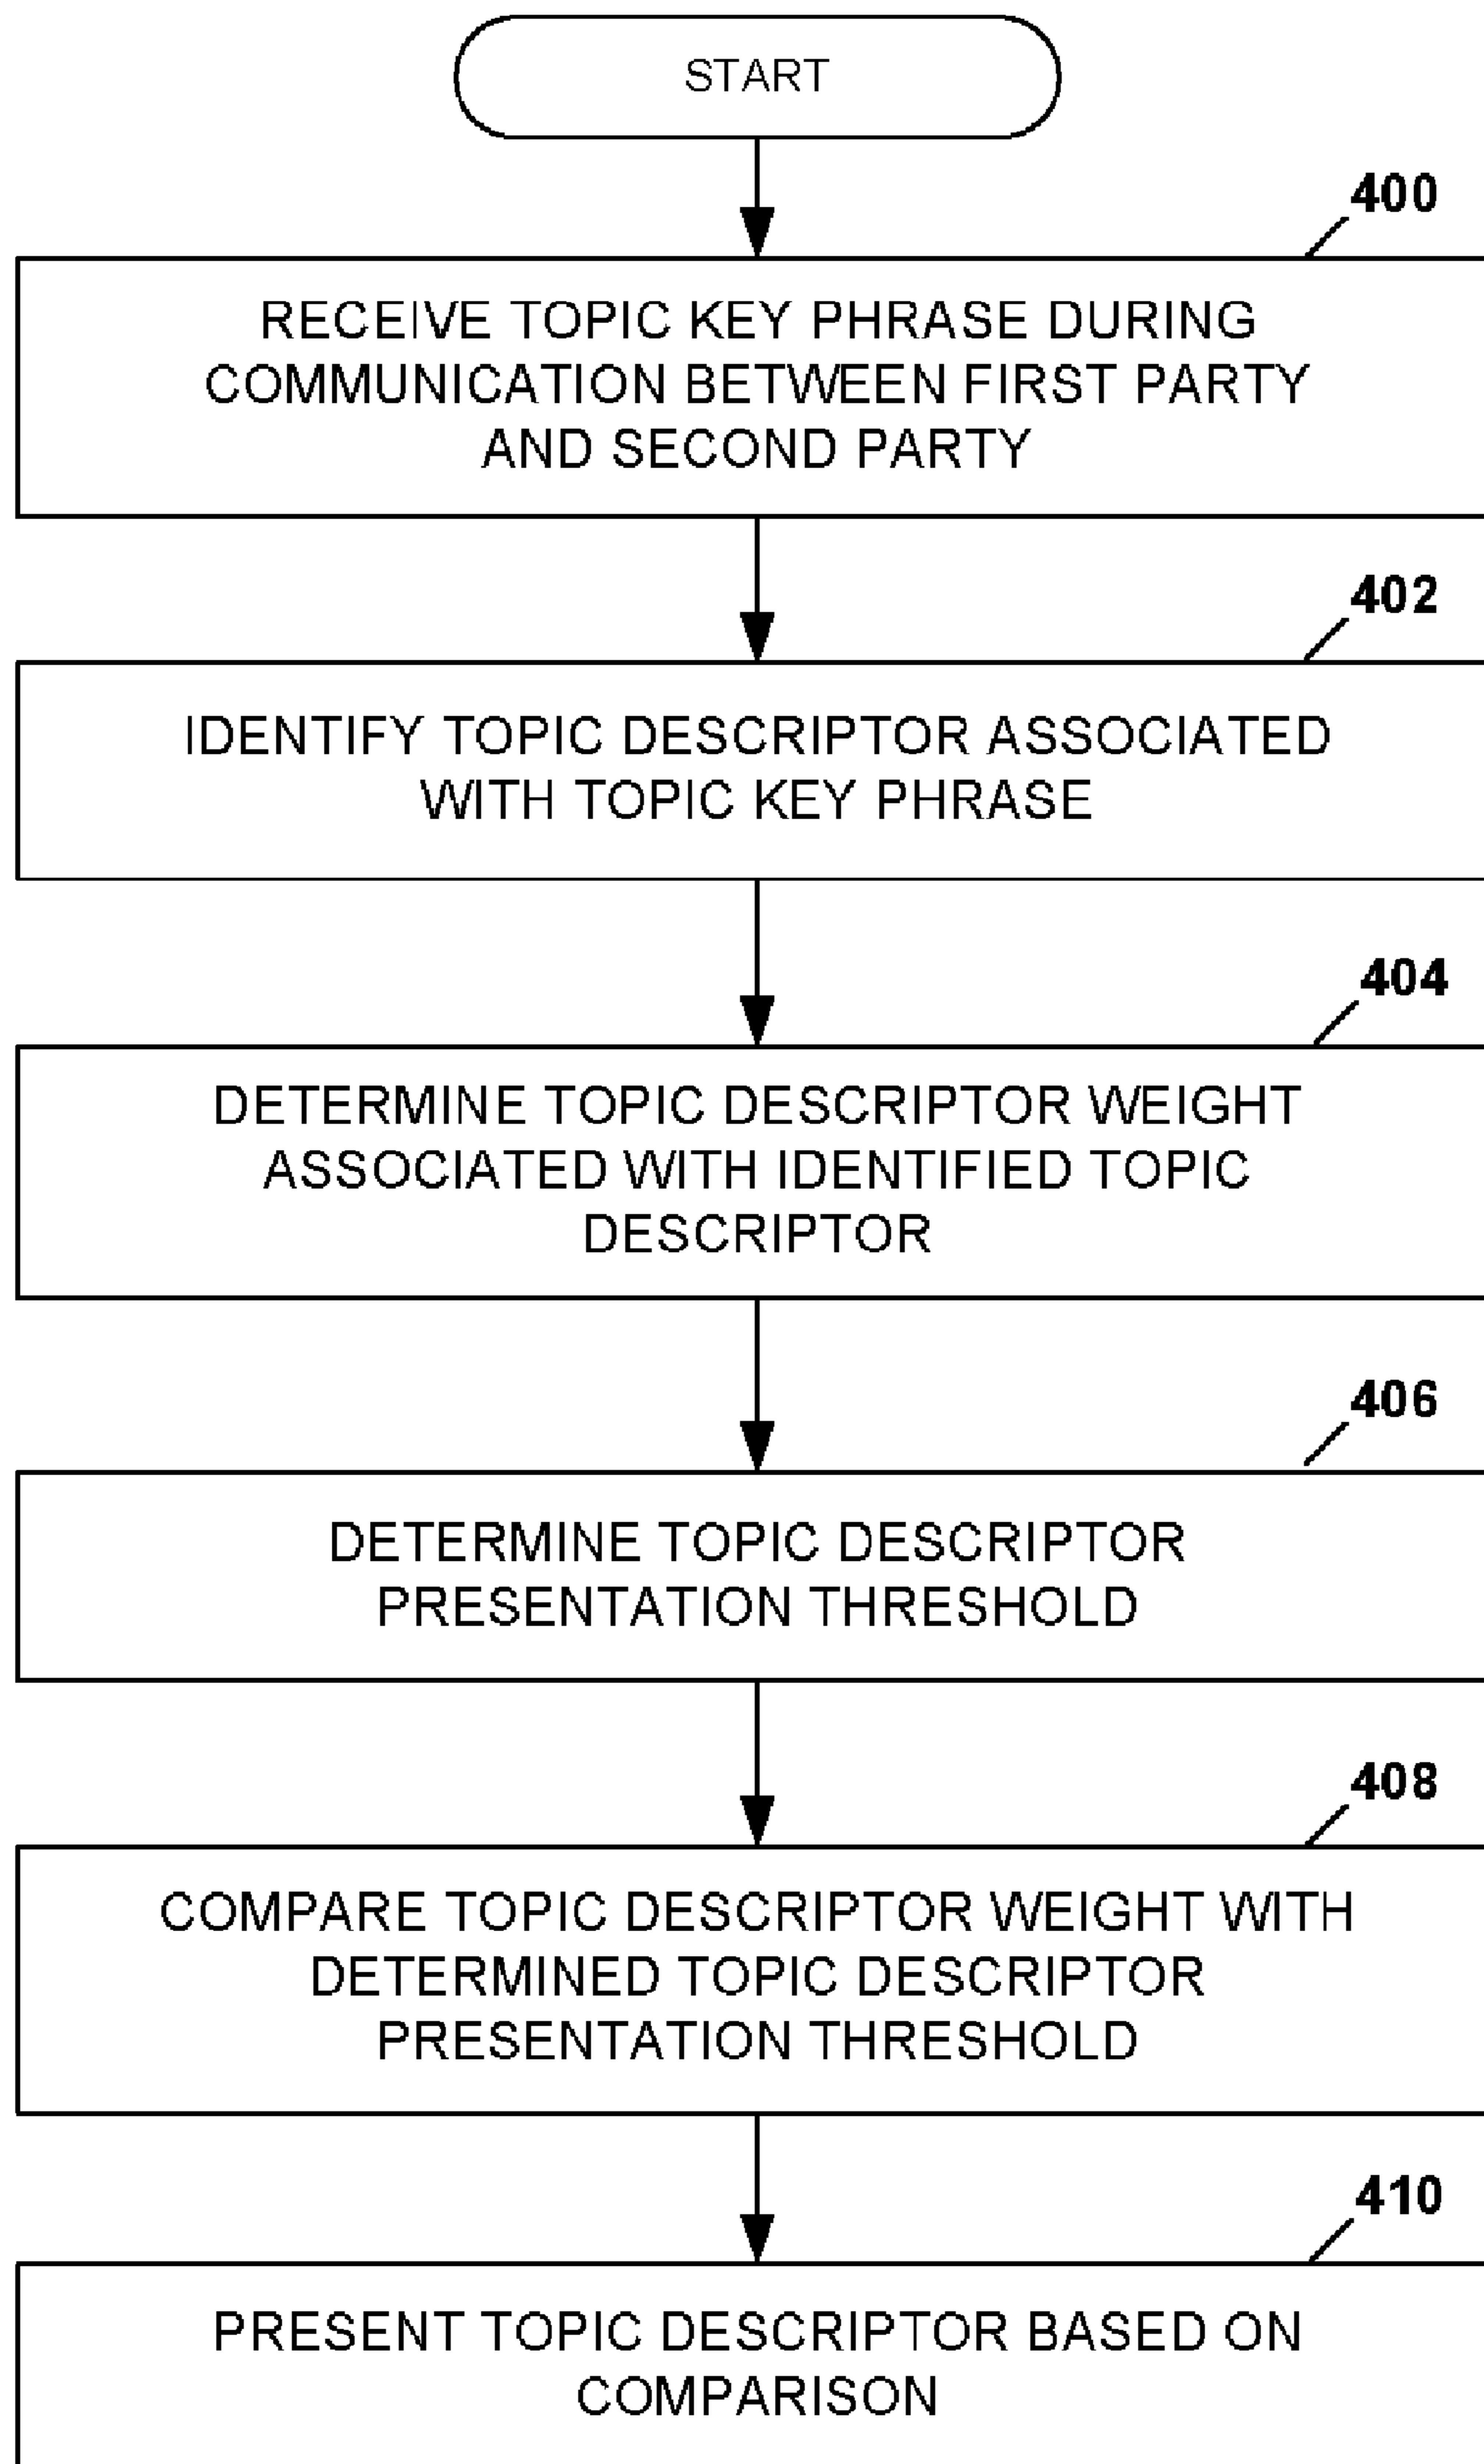 START
400
RECEIVE TOPIC KEY PHRASE DURING
COMMUNICATION BETWEEN FIRST PARTY
AND SECOND PARTY
402
IDENTIFY TOPIC DESCRIPTOR ASSOCIATED
WITH TOPIC KEY PHRASE
404
DETERMINE TOPIC DESCRIPTOR WEIGHT
ASSOCIATED WITH IDENTIFIED TOPIC
DESCRIPTOR
406
DETERMINE TOPIC DESCRIPTOR
PRESENTATION THRESHOLD
408
COMPARE TOPIC DESCRIPTOR WEIGHT WITH
DETERMINED TOPIC DESCRIPTOR
PRESENTATION THRESHOLD
410
PRESENT TOPIC DESCRIPTOR BASED ON
COMPARISON